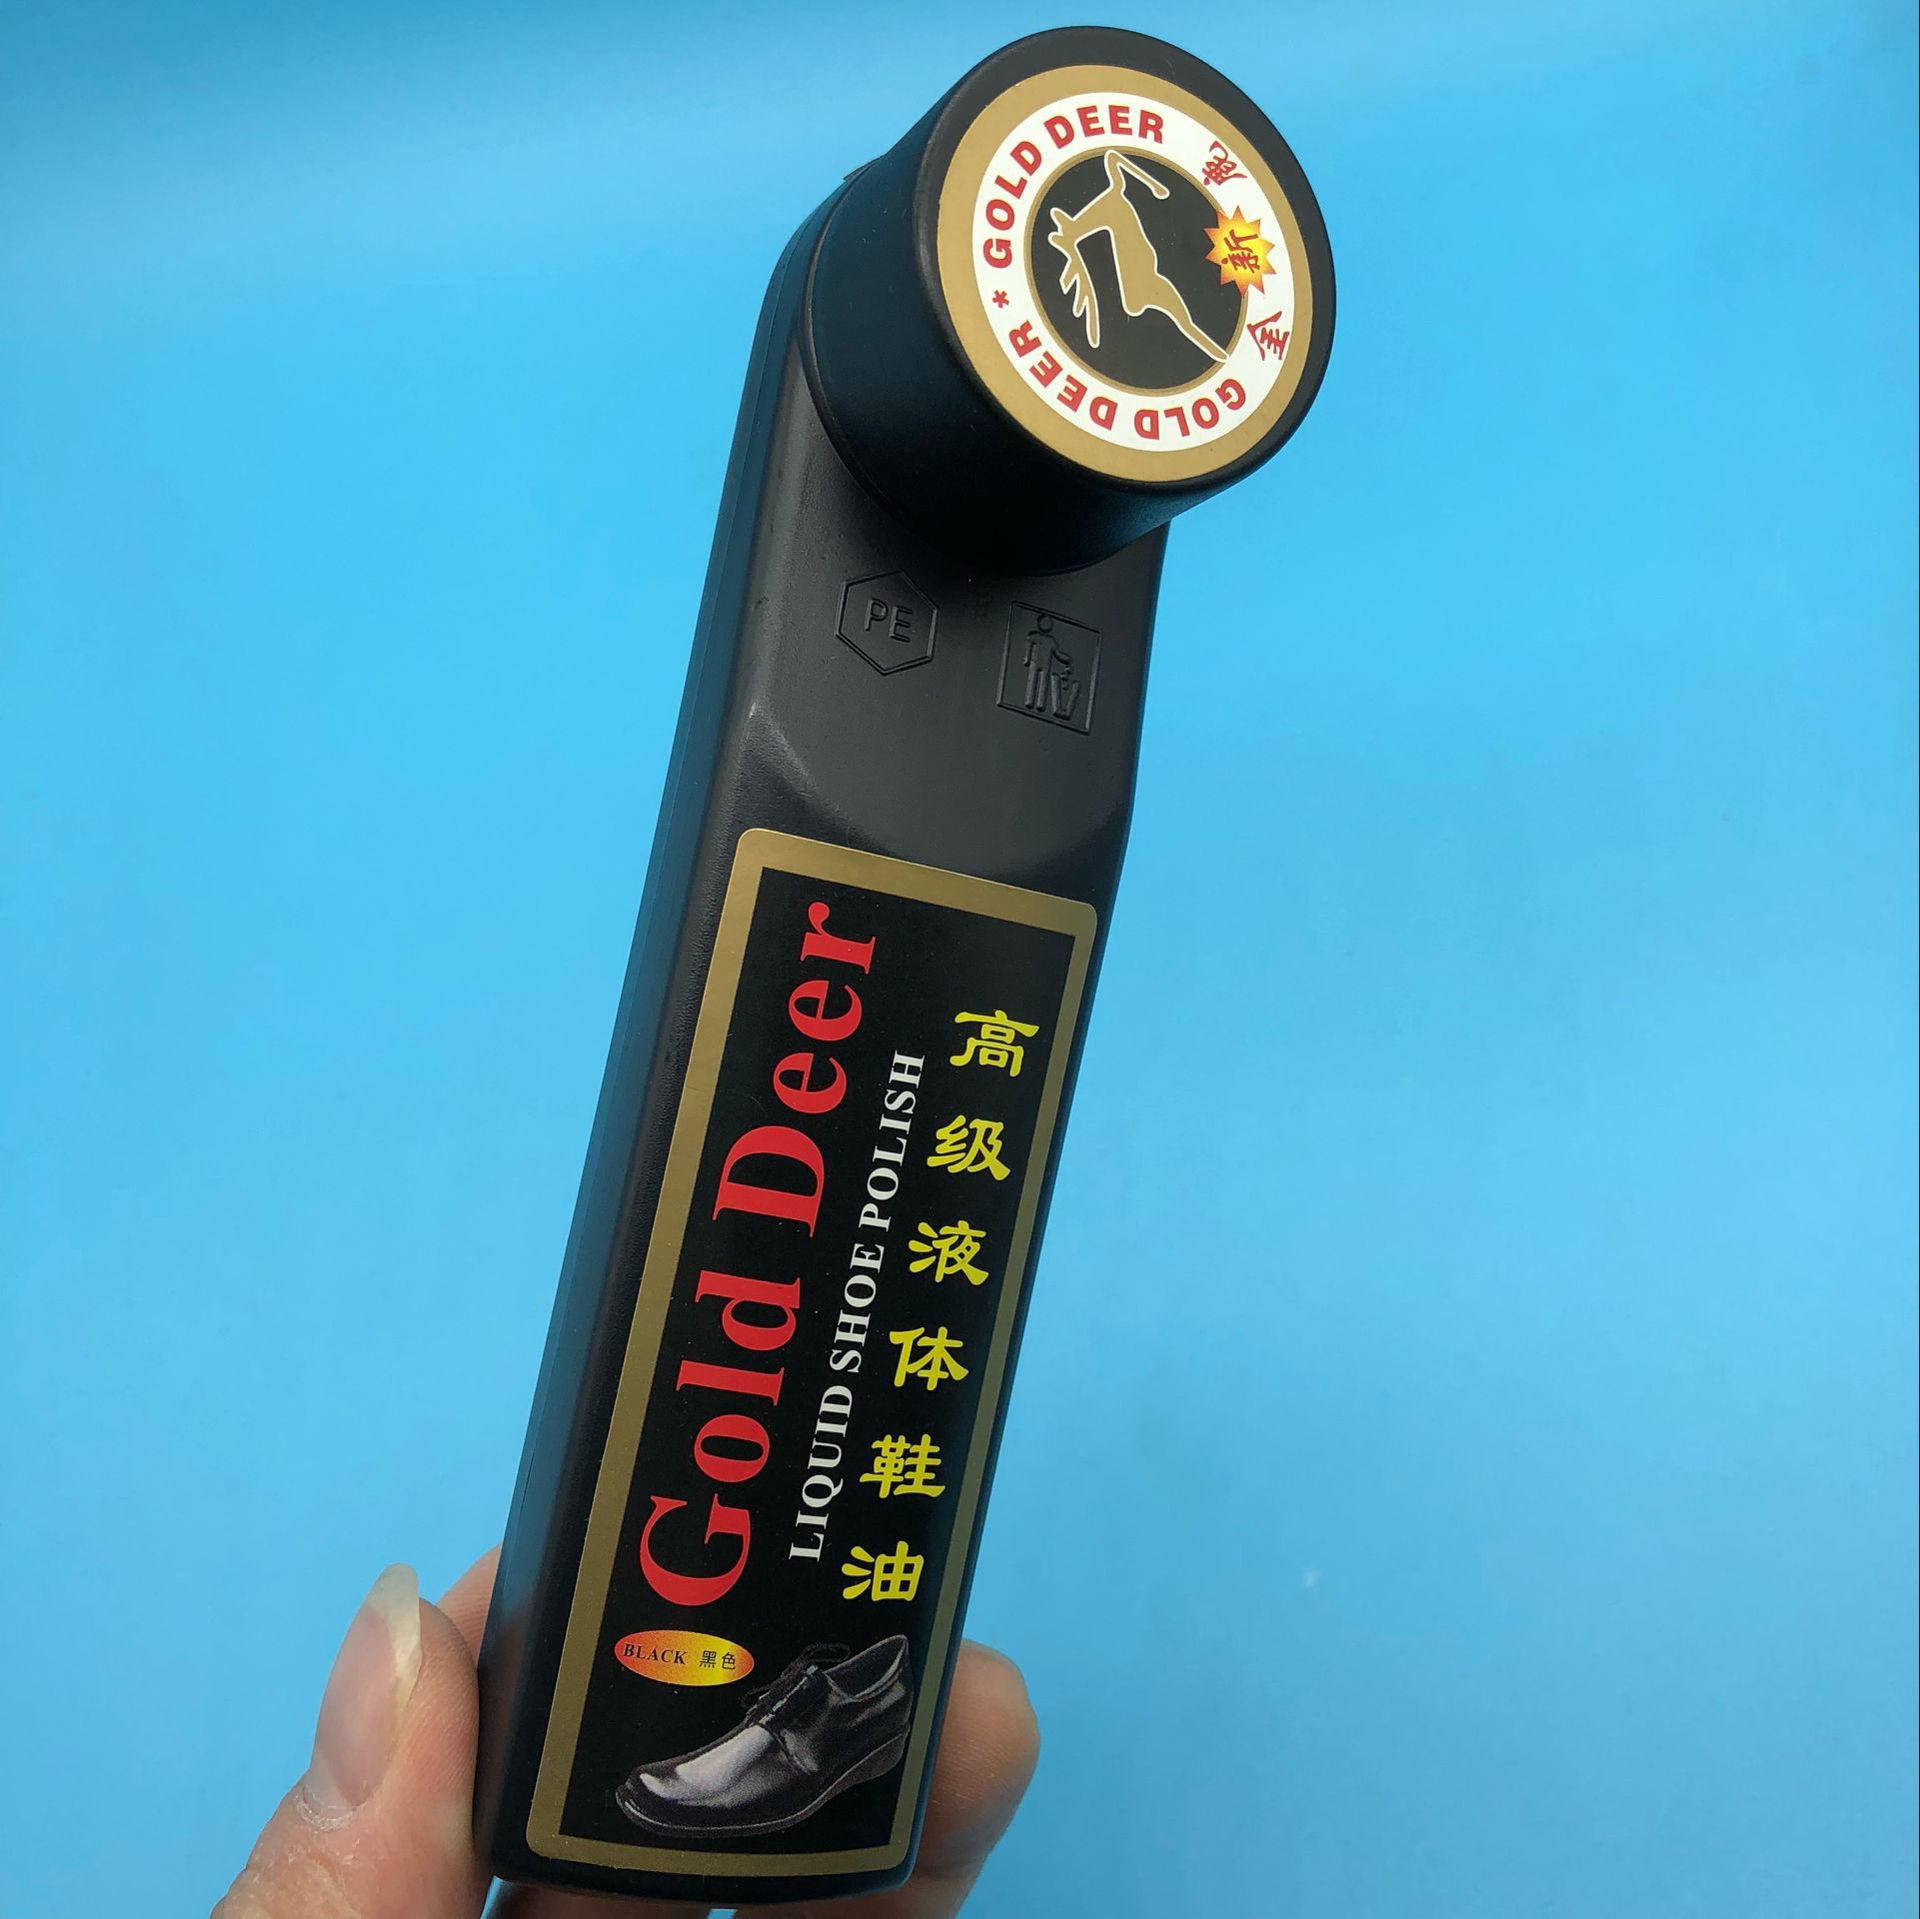 GOLD DEER * GOLD DEER
金 新 鹿
GOLD
PE
Gold Deer
LIQUID SHOE POLISH
高级液体鞋油
BLACK 黑色